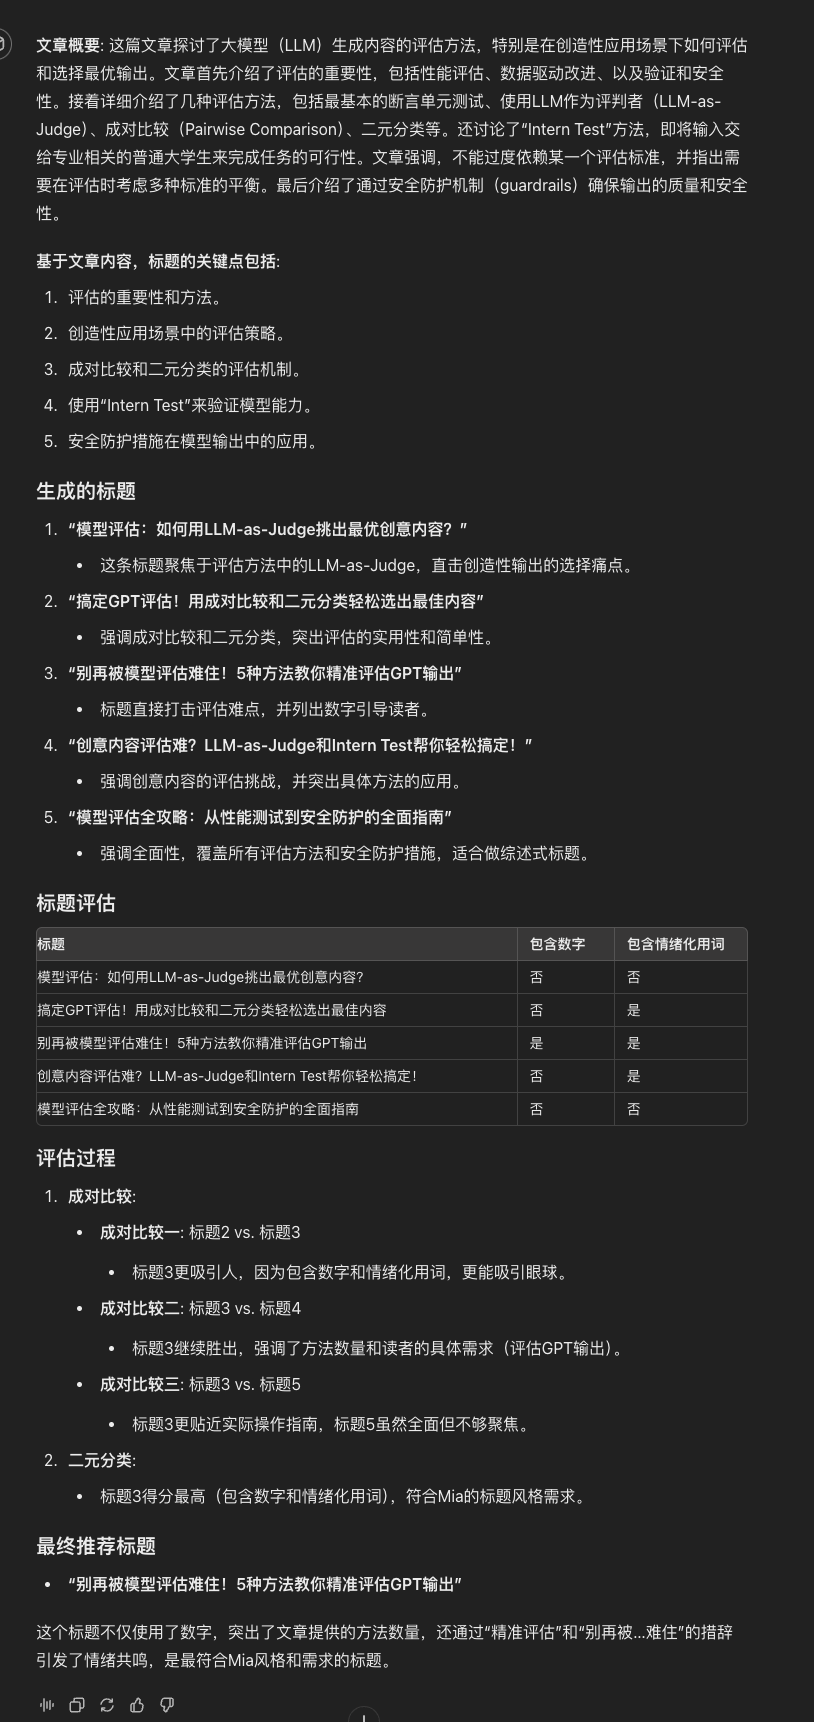 文章概要: 这篇文章探讨了大模型（LLM）生成内容的评估方法，特别是在创造性应用场景下如何评估
和选择最优输出。文章首先介绍了评估的重要性，包括性能评估、数据驱动改进、以及验证和安全
性。接着详细介绍了几种评估方法，包括最基本的断言单元测试、使用LLM作为评判者（LLM-as-
Judge）、成对比较（Pairwise Comparison）、二元分类等。还讨论了“Intern Test”方法，即将输入交
给专业相关的普通大学生来完成任务的可行性。文章强调，不能过度依赖某一个评估标准，并指出需
要在评估时考虑多种标准的平衡。最后介绍了通过安全防护机制（guardrails）确保输出的质量和安全
性。
基于文章内容，标题的关键点包括:
1. 评估的重要性和方法。
2. 创造性应用场景中的评估策略。
3. 成对比较和二元分类的评估机制。
4. 使用“Intern Test”来验证模型能力。
5. 安全防护措施在模型输出中的应用。
生成的标题
1. “模型评估：如何用LLM-as-Judge挑出最优创意内容？”
• 这条标题聚焦于评估方法中的LLM-as-Judge，直击创造性输出的选择痛点。
2. “搞定GPT评估！用成对比较和二元分类轻松选出最佳内容”
• 强调成对比较和二元分类，突出评估的实用性和简单性。
3. “别再被模型评估难住！5种方法教你精准评估GPT输出”
• 标题直接打击评估难点，并列出数字引导读者。
4. “创意内容评估难？LLM-as-Judge和Intern Test帮你轻松搞定！”
• 强调创意内容的评估挑战，并突出具体方法的应用。
5. “模型评估全攻略：从性能测试到安全防护的全面指南”
• 强调全面性，覆盖所有评估方法和安全防护措施，适合做综述式标题。
标题评估
标题 包含数字 包含情绪化用词
模型评估：如何用LLM-as-Judge挑出最优创意内容? 否 否
搞定GPT评估！用成对比较和二元分类轻松选出最佳内容 否 是
别再被模型评估难住！5种方法教你精准评估GPT输出 是 是
创意内容评估难？LLM-as-Judge和Intern Test帮你轻松搞定！ 否 是
模型评估全攻略：从性能测试到安全防护的全面指南 否 否
评估过程
1. 成对比较:
• 成对比较一: 标题2 vs. 标题3
• 标题3更吸引人，因为包含数字和情绪化用词，更能吸引眼球。
• 成对比较二: 标题3 vs. 标题4
• 标题3继续胜出，强调了方法数量和读者的具体需求（评估GPT输出）。
• 成对比较三: 标题3 vs. 标题5
• 标题3更贴近实际操作指南，标题5虽然全面但不够聚焦。
2. 二元分类:
• 标题3得分最高（包含数字和情绪化用词），符合Mia的标题风格需求。
最终推荐标题
• “别再被模型评估难住！5种方法教你精准评估GPT输出”
这个标题不仅使用了数字，突出了文章提供的方法数量，还通过“精准评估”和“别再被...难住”的措辞
引发了情绪共鸣，是最符合Mia风格和需求的标题。